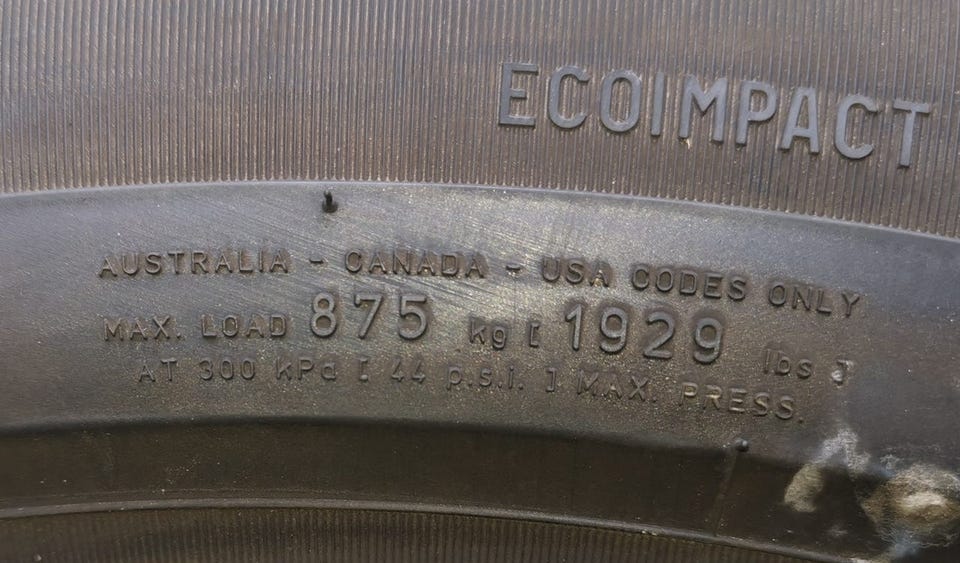 ECOIMPACT
AUSTRALIA - CANADA - USA CODES ONLY
MAX. LOAD 875 kg [ 1929 lbs ]
AT 300 kPa [ 44 p.s.i. ] MAX. PRESS.